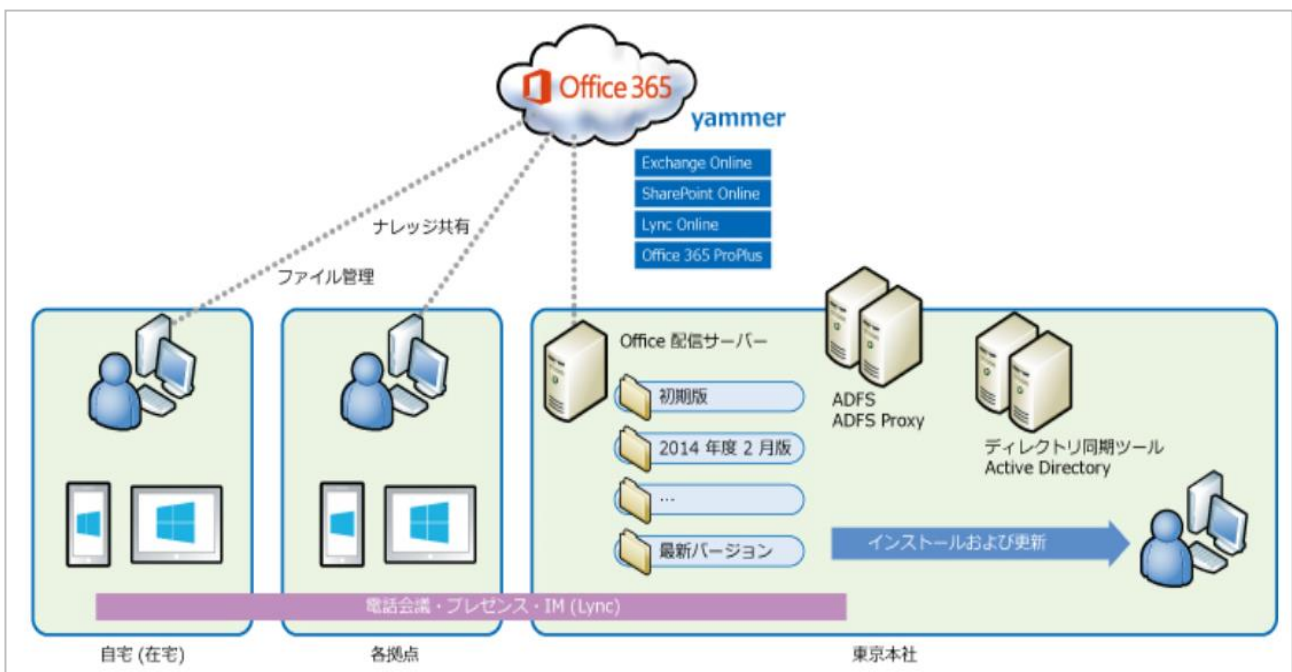 Office 365
yammer
Exchange Online
SharePoint Online
Lync Online
Office 365 ProPlus
ナレッジ共有
ファイル管理
Office 配信サーバー
初期版
2014 年度 2 月版
…
最新バージョン
ADFS
ADFS Proxy
ディレクトリ同期ツール
Active Directory
インストールおよび更新
電話会議・プレゼンス・IM (Lync)
自宅 (在宅)
各拠点
東京本社